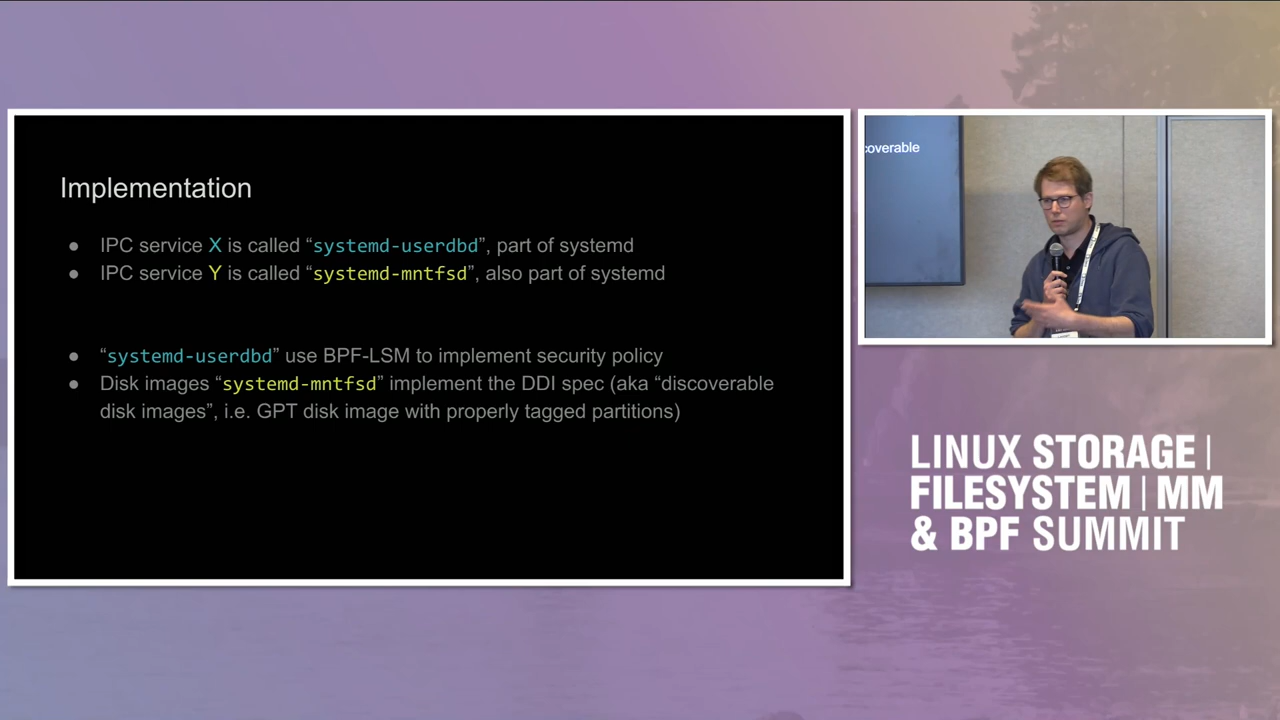 Implementation
● IPC service X is called “systemd-userdbd”, part of systemd
● IPC service Y is called “systemd-mntfsd”, also part of systemd
● “systemd-userdbd” use BPF-LSM to implement security policy
● Disk images “systemd-mntfsd” implement the DDI spec (aka “discoverable
disk images”, i.e. GPT disk image with properly tagged partitions)
coverable
LINUX STORAGE |
FILESYSTEM | MM
& BPF SUMMIT